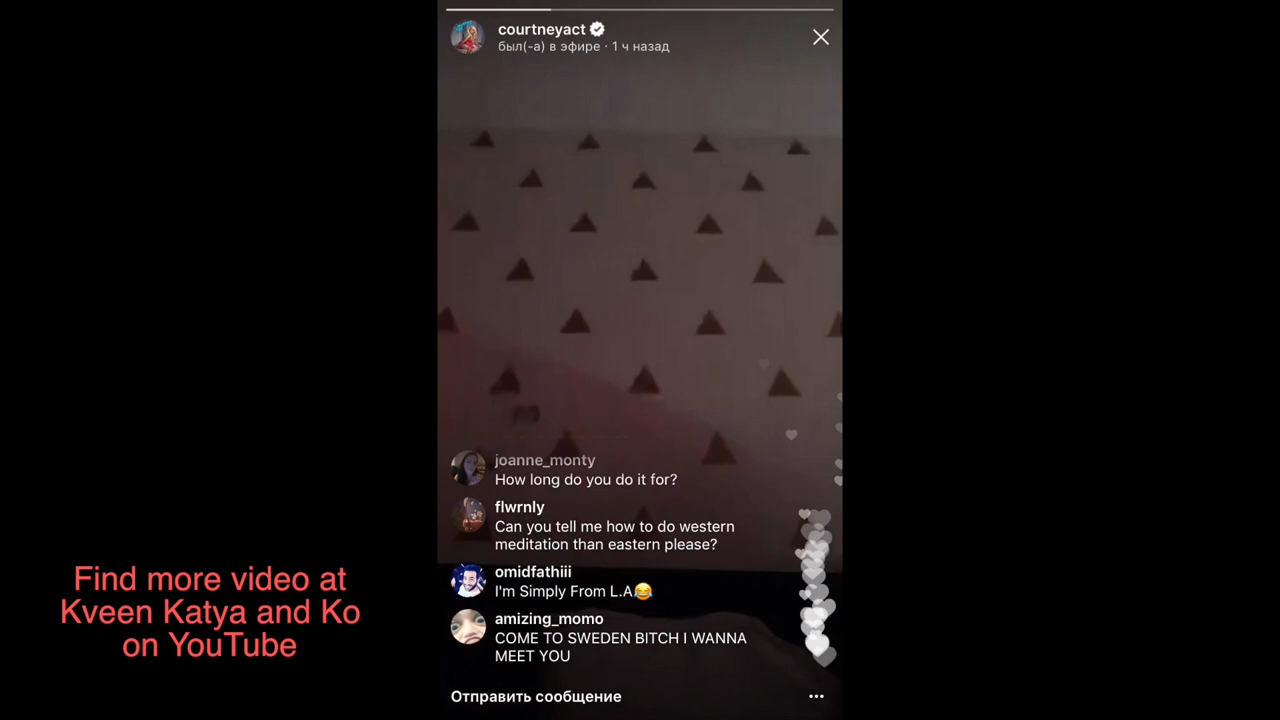 courtneyact
был(-а) в эфире · 1 ч назад
joanne_monty
How long do you do it for?
flwrnly
Can you tell me how to do western
meditation than eastern please?
omidfathiii
I'm Simply From L.A😂
amizing_momo
COME TO SWEDEN BITCH I WANNA
MEET YOU
Отправить сообщение
Find more video at
Kveen Katya and Ko
on YouTube